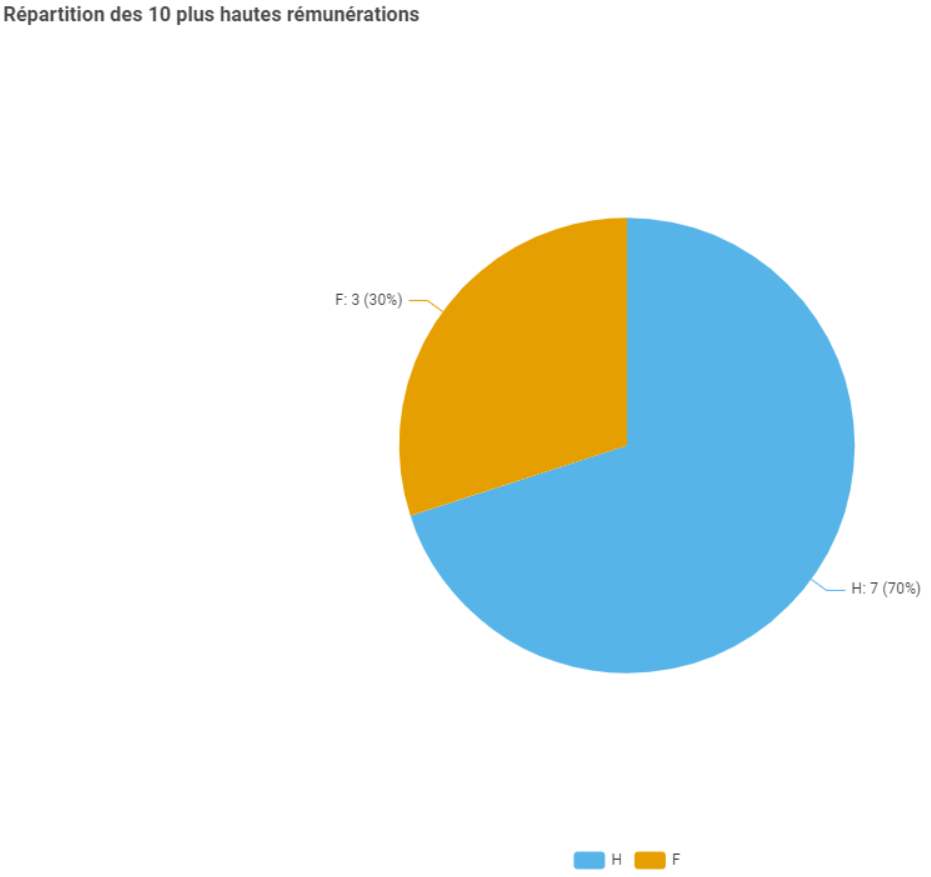 Répartition des 10 plus hautes rémunérations
F: 3 (30%)
H: 7 (70%)
H F